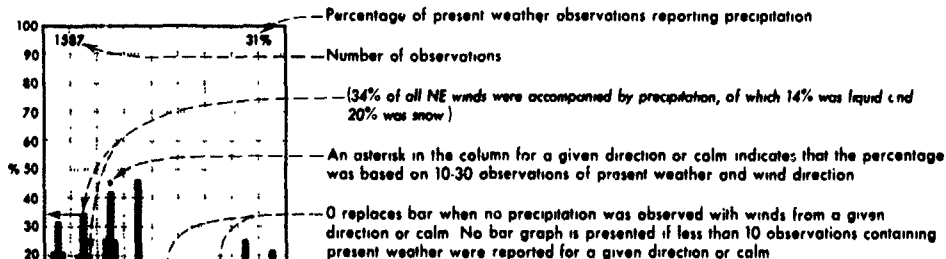 Percentage of present weather observations reporting precipitation
100
1587 31%
90
Number of observations
80
70
(34% of all NE winds were accompanied by precipitation, of which 14% was liquid and
20% was snow)
60
An asterisk in the column for a given direction or calm indicates that the percentage
was based on 10-30 observations of present weather and wind direction
%
50
40
30
0 replaces bar when no precipitation was observed with winds from a given
direction or calm No bar graph is presented if less than 10 observations containing
present weather were reported for a given direction or calm
20